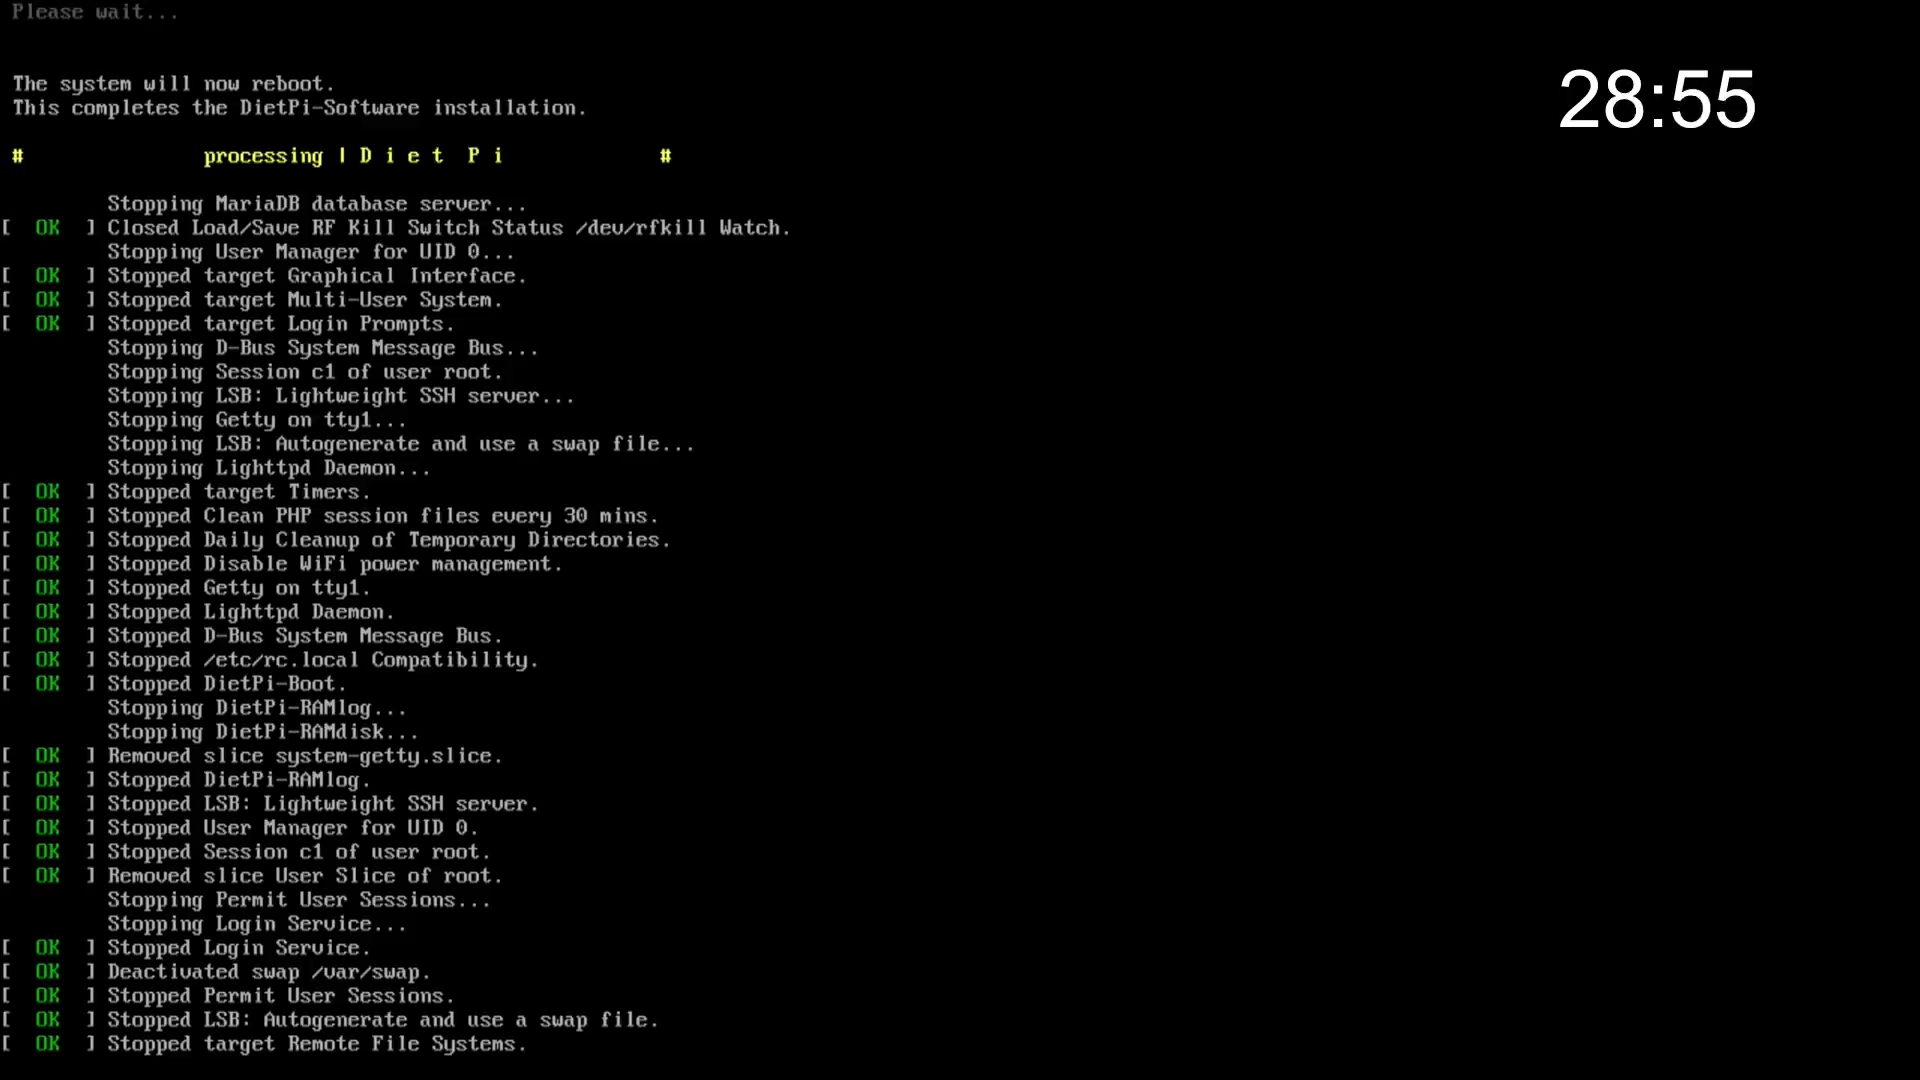 Please wait...
28:55
The system will now reboot.
This completes the DietPi-Software installation.
# processing | D i e t  P i #
Stopping MariaDB database server...
[  OK  ] Closed Load/Save RF Kill Switch Status /dev/rfkill Watch.
Stopping User Manager for UID 0...
[  OK  ] Stopped target Graphical Interface.
[  OK  ] Stopped target Multi-User System.
[  OK  ] Stopped target Login Prompts.
Stopping D-Bus System Message Bus...
Stopping Session c1 of user root.
Stopping LSB: Lightweight SSH server...
Stopping Getty on tty1...
Stopping LSB: Autogenerate and use a swap file...
Stopping Lighttpd Daemon...
[  OK  ] Stopped target Timers.
[  OK  ] Stopped Clean PHP session files every 30 mins.
[  OK  ] Stopped Daily Cleanup of Temporary Directories.
[  OK  ] Stopped Disable WiFi power management.
[  OK  ] Stopped Getty on tty1.
[  OK  ] Stopped Lighttpd Daemon.
[  OK  ] Stopped D-Bus System Message Bus.
[  OK  ] Stopped /etc/rc.local Compatibility.
[  OK  ] Stopped DietPi-Boot.
Stopping DietPi-RAMlog...
Stopping DietPi-RAMdisk...
[  OK  ] Removed slice system-getty.slice.
[  OK  ] Stopped DietPi-RAMlog.
[  OK  ] Stopped LSB: Lightweight SSH server.
[  OK  ] Stopped User Manager for UID 0.
[  OK  ] Stopped Session c1 of user root.
[  OK  ] Removed slice User Slice of root.
Stopping Permit User Sessions...
Stopping Login Service...
[  OK  ] Stopped Login Service.
[  OK  ] Deactivated swap /var/swap.
[  OK  ] Stopped Permit User Sessions.
[  OK  ] Stopped LSB: Autogenerate and use a swap file.
[  OK  ] Stopped target Remote File Systems.